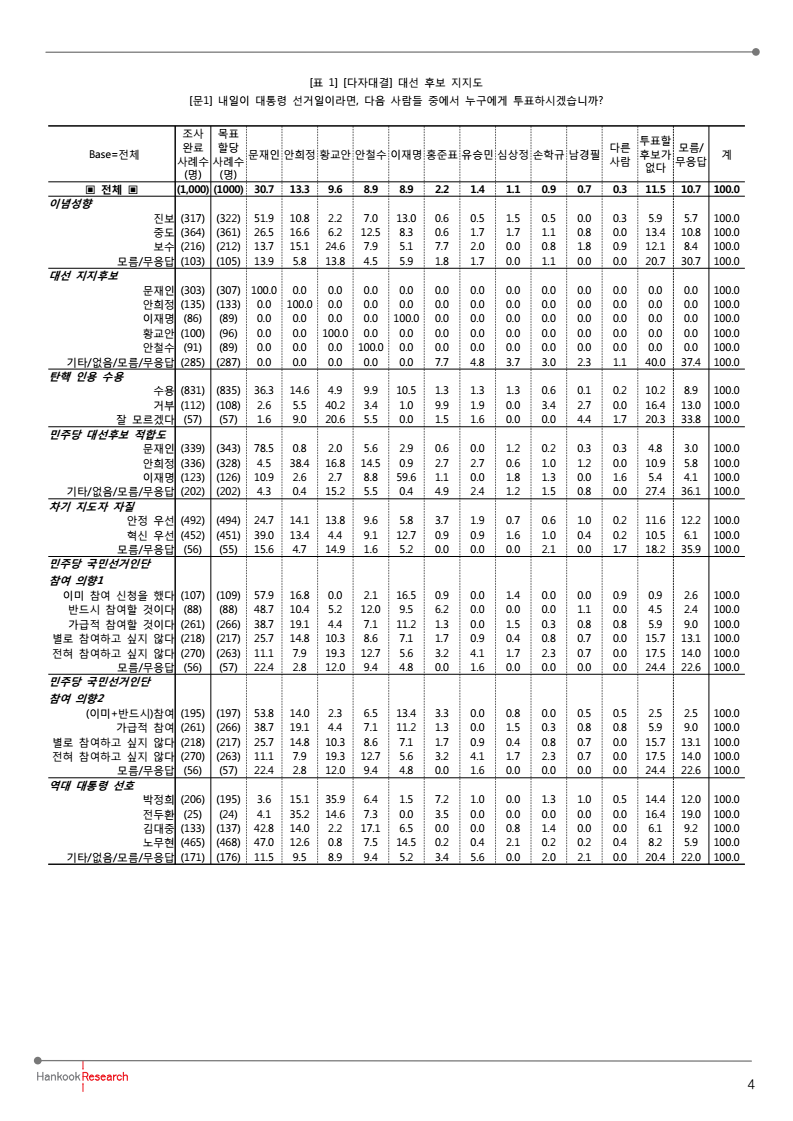 [표 1] [다자대결] 대선 후보 지지도
[문1] 내일이 대통령 선거일이라면, 다음 사람들 중에서 누구에게 투표하시겠습니까?
Base=전체 조사 완료 사례수 (명) 목표 할당 사례수 (명) 문재인 안희정 황교안 안철수 이재명 홍준표 유승민 심상정 손학규 남경필 다른 사람 투표할 후보가 없다 모름/무응답 계
▣ 전체 ▣ (1,000) (1000) 30.7 13.3 9.6 8.9 8.9 2.2 1.4 1.1 0.9 0.7 0.3 11.5 10.7 100.0
이념성향
진보 (317) (322) 51.9 10.8 2.2 7.0 13.0 0.6 0.5 1.5 0.5 0.0 0.3 5.9 5.7 100.0
중도 (364) (361) 26.5 16.6 6.2 12.5 8.3 0.6 1.7 1.7 1.1 0.8 0.0 13.4 10.8 100.0
보수 (216) (212) 13.7 15.1 24.6 7.9 5.1 7.7 2.0 0.0 0.8 1.8 0.9 12.1 8.4 100.0
모름/무응답 (103) (105) 13.9 5.8 13.8 4.5 5.9 1.8 1.7 0.0 1.1 0.0 0.0 20.7 30.7 100.0
대선 지지후보
문재인 (303) (307) 100.0 0.0 0.0 0.0 0.0 0.0 0.0 0.0 0.0 0.0 0.0 0.0 0.0 100.0
안희정 (135) (133) 0.0 100.0 0.0 0.0 0.0 0.0 0.0 0.0 0.0 0.0 0.0 0.0 0.0 100.0
이재명 (86) (89) 0.0 0.0 0.0 0.0 100.0 0.0 0.0 0.0 0.0 0.0 0.0 0.0 0.0 100.0
황교안 (100) (96) 0.0 0.0 100.0 0.0 0.0 0.0 0.0 0.0 0.0 0.0 0.0 0.0 0.0 100.0
안철수 (91) (89) 0.0 0.0 0.0 100.0 0.0 0.0 0.0 0.0 0.0 0.0 0.0 0.0 0.0 100.0
기타/없음/모름/무응답 (285) (287) 0.0 0.0 0.0 0.0 0.0 7.7 4.8 3.7 3.0 2.3 1.1 40.0 37.4 100.0
탄핵 인용 수용
수용 (831) (835) 36.3 14.6 4.9 9.9 10.5 1.3 1.3 1.3 0.6 0.1 0.2 10.2 8.9 100.0
거부 (112) (108) 2.6 5.5 40.2 3.4 1.0 9.9 1.9 0.0 3.4 2.7 0.0 16.4 13.0 100.0
잘 모르겠다 (57) (57) 1.6 9.0 20.6 5.5 0.0 1.5 1.6 0.0 0.0 4.4 1.7 20.3 33.8 100.0
민주당 대선후보 적합도
문재인 (339) (343) 78.5 0.8 2.0 5.6 2.9 0.6 0.0 1.2 0.2 0.3 0.3 4.8 3.0 100.0
안희정 (336) (328) 4.5 38.4 16.8 14.5 0.9 2.7 2.7 0.6 1.0 1.2 0.0 10.9 5.8 100.0
이재명 (123) (126) 10.9 2.6 2.7 8.8 59.6 1.1 0.0 1.8 1.3 0.0 1.6 5.4 4.1 100.0
기타/없음/모름/무응답 (202) (202) 4.3 0.4 15.2 5.5 0.4 4.9 2.4 1.2 1.5 0.8 0.0 27.4 36.1 100.0
차기 지도자 자질
안정 우선 (492) (494) 24.7 14.1 13.8 9.6 5.8 3.7 1.9 0.7 0.6 1.0 0.2 11.6 12.2 100.0
혁신 우선 (452) (451) 39.0 13.4 4.4 9.1 12.7 0.9 0.9 1.6 1.0 0.4 0.2 10.5 6.1 100.0
모름/무응답 (56) (55) 15.6 4.7 14.9 1.6 5.2 0.0 0.0 0.0 2.1 0.0 1.7 18.2 35.9 100.0
민주당 국민선거인단
참여 의향1
이미 참여 신청을 했다 (107) (109) 57.9 16.8 0.0 2.1 16.5 0.9 0.0 1.4 0.0 0.0 0.9 0.9 2.6 100.0
반드시 참여할 것이다 (88) (88) 48.7 10.4 5.2 12.0 9.5 6.2 0.0 0.0 0.0 1.1 0.0 4.5 2.4 100.0
가급적 참여할 것이다 (261) (266) 38.7 19.1 4.4 7.1 11.2 1.3 0.0 1.5 0.3 0.8 0.8 5.9 9.0 100.0
별로 참여하고 싶지 않다 (218) (217) 25.7 14.8 10.3 8.6 7.1 1.7 0.9 0.4 0.8 0.7 0.0 15.7 13.1 100.0
전혀 참여하고 싶지 않다 (270) (263) 11.1 7.9 19.3 12.7 5.6 3.2 4.1 1.7 2.3 0.7 0.0 17.5 14.0 100.0
모름/무응답 (56) (57) 22.4 2.8 12.0 9.4 4.8 0.0 1.6 0.0 0.0 0.0 0.0 24.4 22.6 100.0
민주당 국민선거인단
참여 의향2
(이미+반드시)참여 (195) (197) 53.8 14.0 2.3 6.5 13.4 3.3 0.0 0.8 0.0 0.5 0.5 2.5 2.5 100.0
가급적 참여 (261) (266) 38.7 19.1 4.4 7.1 11.2 1.3 0.0 1.5 0.3 0.8 0.8 5.9 9.0 100.0
별로 참여하고 싶지 않다 (218) (217) 25.7 14.8 10.3 8.6 7.1 1.7 0.9 0.4 0.8 0.7 0.0 15.7 13.1 100.0
전혀 참여하고 싶지 않다 (270) (263) 11.1 7.9 19.3 12.7 5.6 3.2 4.1 1.7 2.3 0.7 0.0 17.5 14.0 100.0
모름/무응답 (56) (57) 22.4 2.8 12.0 9.4 4.8 0.0 1.6 0.0 0.0 0.0 0.0 24.4 22.6 100.0
역대 대통령 선호
박정희 (206) (195) 3.6 15.1 35.9 6.4 1.5 7.2 1.0 0.0 1.3 1.0 0.5 14.4 12.0 100.0
전두환 (25) (24) 4.1 35.2 14.6 7.3 0.0 3.5 0.0 0.0 0.0 0.0 0.0 16.4 19.0 100.0
김대중 (133) (137) 42.8 14.0 2.2 17.1 6.5 0.0 0.0 0.8 1.4 0.0 0.0 6.1 9.2 100.0
노무현 (465) (468) 47.0 12.6 0.8 7.5 14.5 0.2 0.4 2.1 0.2 0.2 0.4 8.2 5.9 100.0
기타/없음/모름/무응답 (171) (176) 11.5 9.5 8.9 9.4 5.2 3.4 5.6 0.0 2.0 2.1 0.0 20.4 22.0 100.0
Hankook Research
4